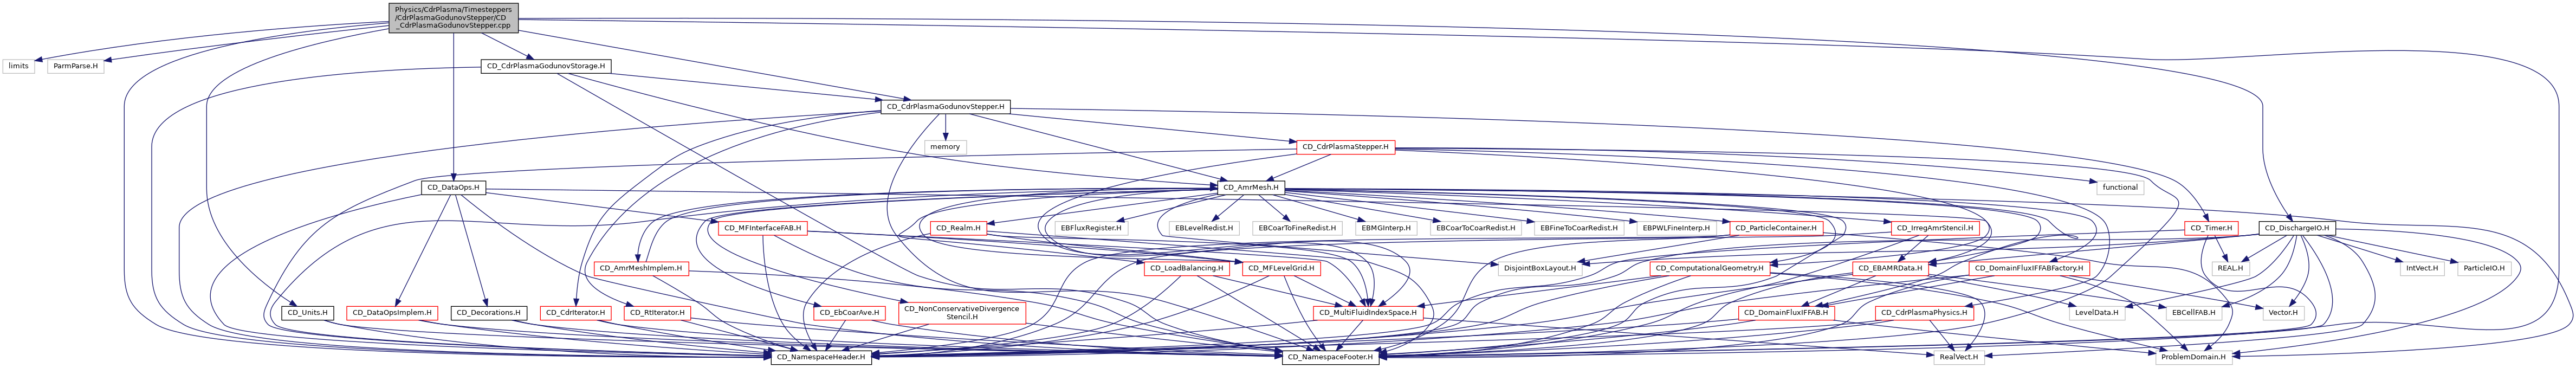 Physics/CdrPlasma/Timesteppers
/CdrPlasmaGodunovStepper/CD
_CdrPlasmaGodunovStepper.cpp
limits
ParmParse.H
CD_CdrPlasmaGodunovStorage.H
CD_CdrPlasmaGodunovStepper.H
memory
CD_CdrPlasmaStepper.H
CD_DataOps.H
CD_AmrMesh.H
functional
CD_MFInterfaceFAB.H
CD_Realm.H
EBFluxRegister.H
EBLevelRedist.H
EBCoarToFineRedist.H
EBMGInterp.H
EBCoarToCoarRedist.H
EBFineToCoarRedist.H
EBPWLFineInterp.H
CD_ParticleContainer.H
CD_IrregAmrStencil.H
CD_Timer.H
CD_DischargeIO.H
CD_AmrMeshImplem.H
CD_LoadBalancing.H
CD_MFLevelGrid.H
DisjointBoxLayout.H
CD_ComputationalGeometry.H
CD_EBAMRData.H
CD_DomainFluxIFFABFactory.H
REAL.H
IntVect.H
ParticleIO.H
CD_Units.H
CD_DataOpsImplem.H
CD_Decorations.H
CD_CdrIterator.H
CD_RtIterator.H
CD_EbCoarAve.H
CD_NonConservativeDivergence
Stencil.H
CD_MultiFluidIndexSpace.H
CD_DomainFluxIFFAB.H
CD_CdrPlasmaPhysics.H
LevelData.H
EBCellFAB.H
Vector.H
CD_NamespaceHeader.H
CD_NamespaceFooter.H
RealVect.H
ProblemDomain.H